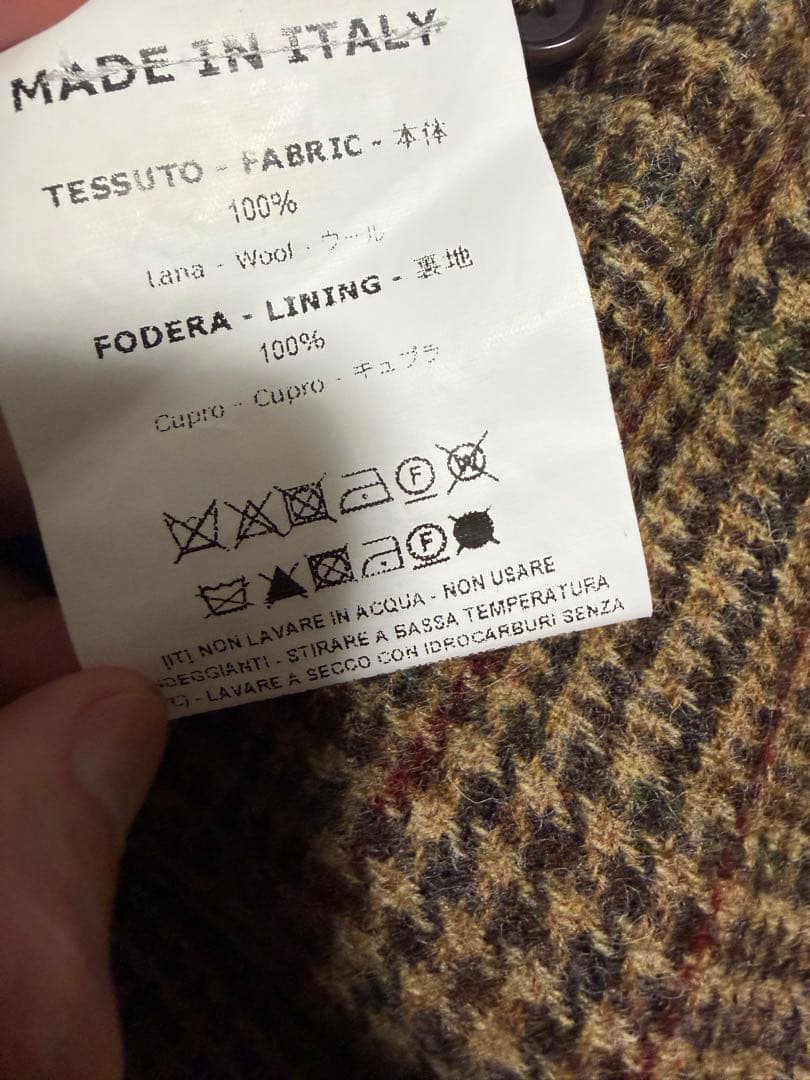 MADE IN ITALY
TESSUTO - FABRIC - 本体
100%
Lana - Wool - ウール
FODERA - LINING - 裏地
100%
Cupro - Cupro - キュプラ
F W
F
(IT) NON LAVARE IN ACQUA - NON USARE
DEGGIANTI - STIRARE A BASSA TEMPERATURA
- LAVARE A SECCO CON IDROCARBURI SENZA